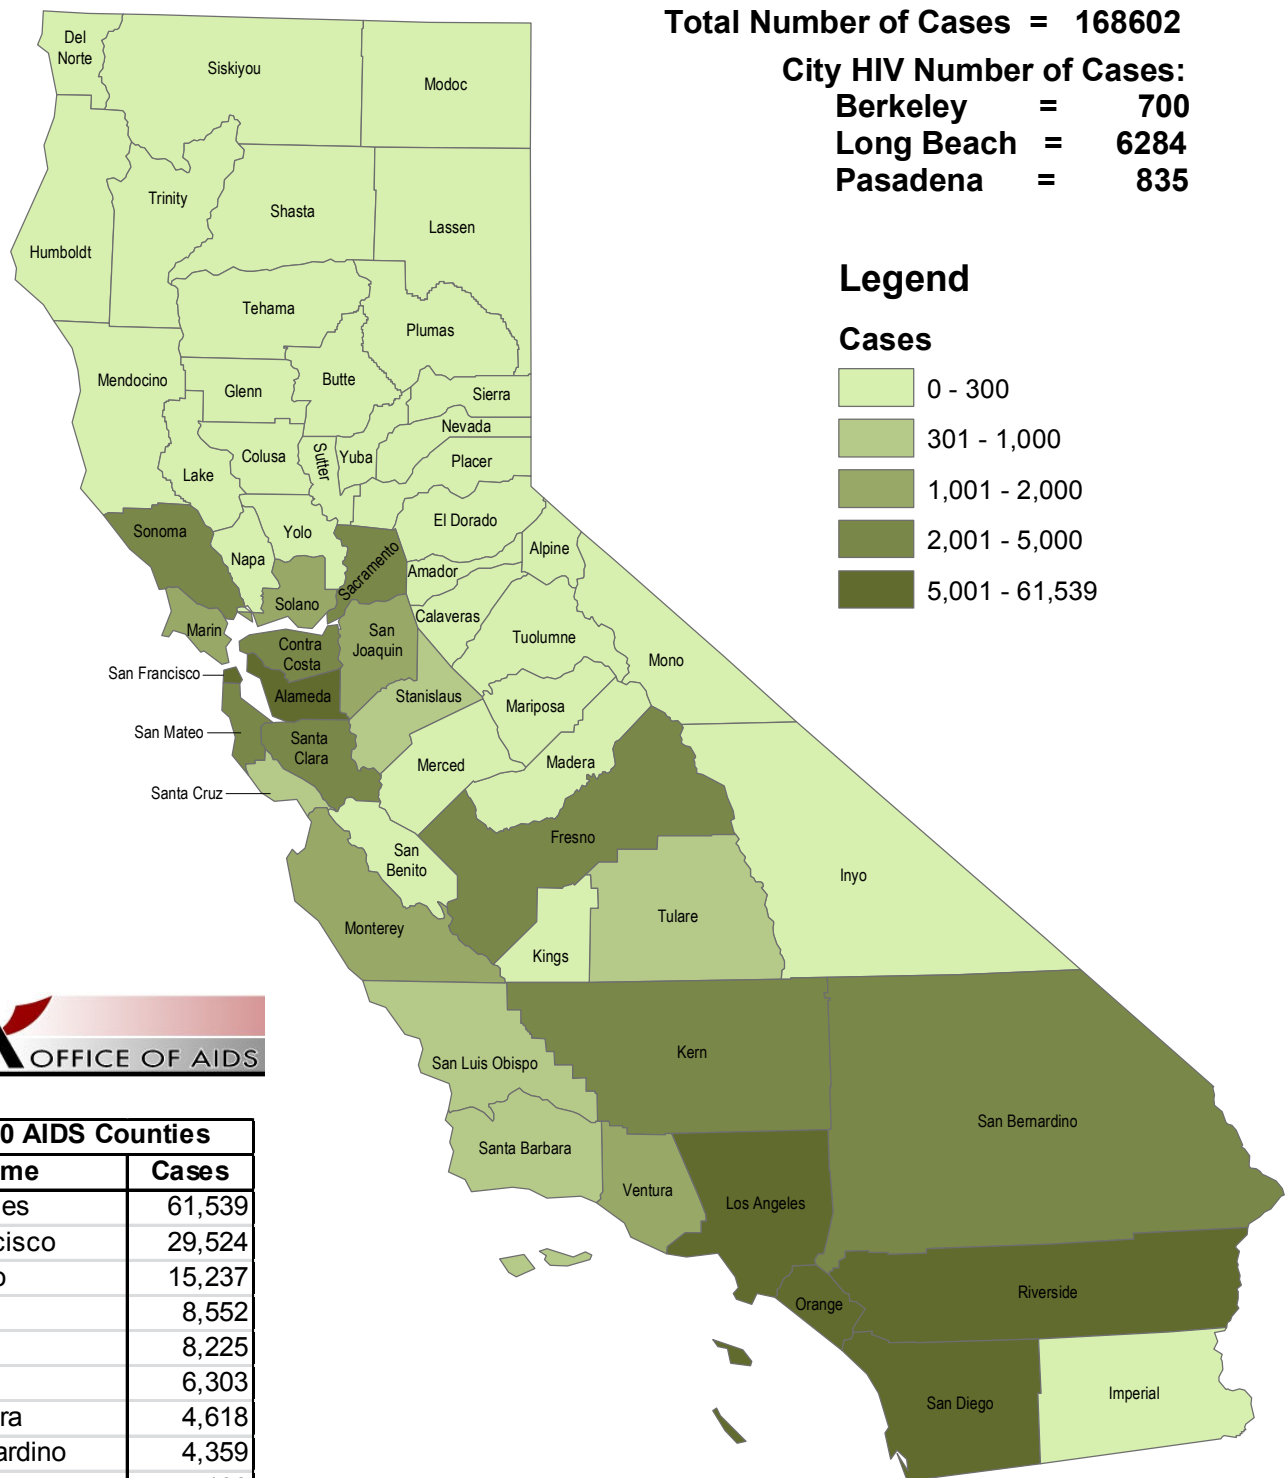 Total Number of Cases = 168602
City HIV Number of Cases:
Berkeley = 700
Long Beach = 6284
Pasadena = 835
Legend
Cases
0 - 300
301 - 1,000
1,001 - 2,000
2,001 - 5,000
5,001 - 61,539
Del
Norte
Siskiyou
Modoc
Trinity
Shasta
Lassen
Humboldt
Tehama
Plumas
Mendocino
Glenn
Butte
Sierra
Nevada
Lake
Colusa
Sutter
Yuba
Placer
Sonoma
Napa
Yolo
Sacramento
El Dorado
Alpine
Amador
Solano
Calaveras
Marin
Contra
Costa
San
Joaquin
Tuolumne
Mono
San Francisco
Alameda
Stanislaus
Mariposa
San Mateo
Santa
Clara
Merced
Madera
Santa Cruz
Fresno
San
Benito
Inyo
Monterey
Tulare
Kings
San Luis Obispo
Kern
San Bernardino
Santa Barbara
Ventura
Los Angeles
Orange
Riverside
San Diego
Imperial
OFFICE OF AIDS
0 AIDS Counties
me Cases
es 61,539
cisco 29,524
o 15,237
8,552
8,225
6,303
ra 4,618
ardino 4,359